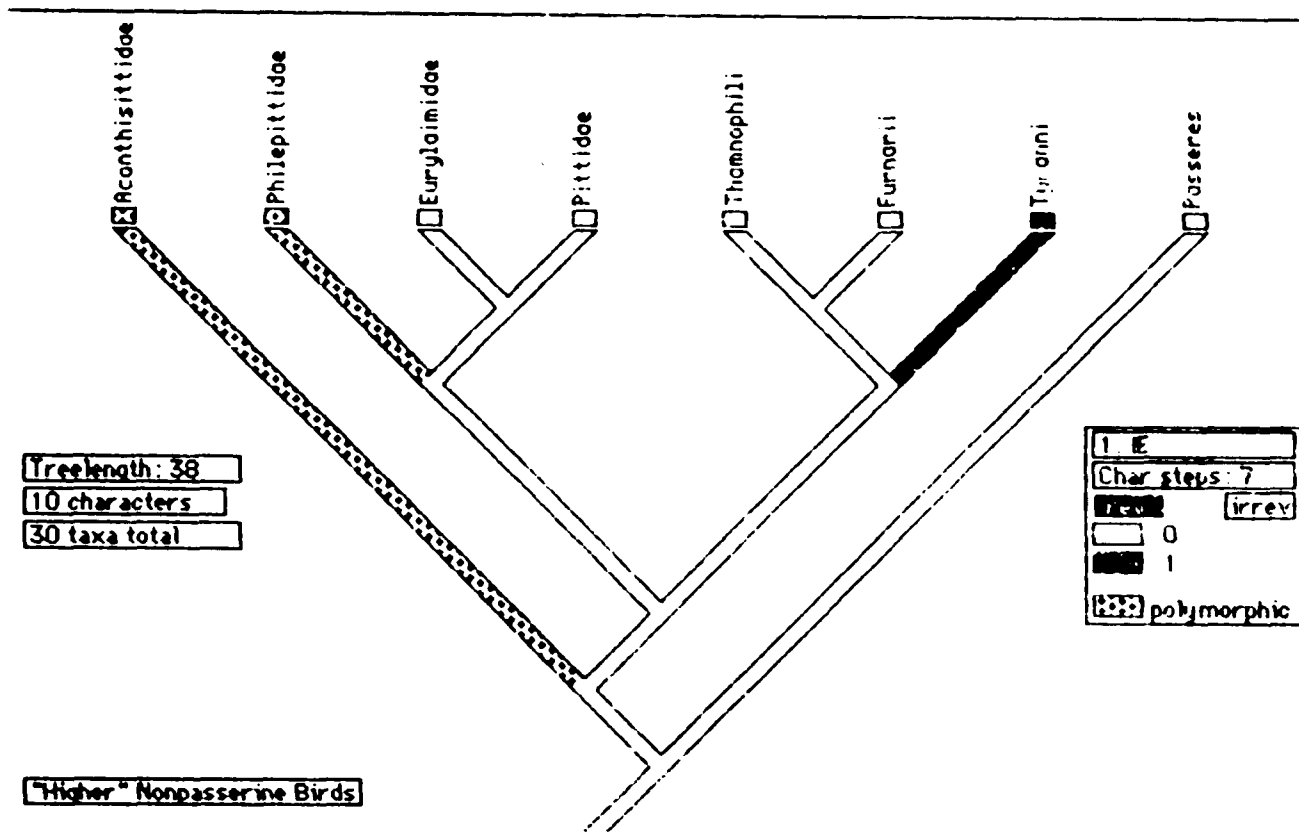 Acanthisittidae
Philepittidae
Eurylaimidae
Pittidae
Thamnophili
Furnarii
Tyranni
Passeres
Treelength: 38
10 characters
30 taxa total
1. E
Char steps: 7
irrev
0
1
polymorphic
"Higher" Nonpasserine Birds